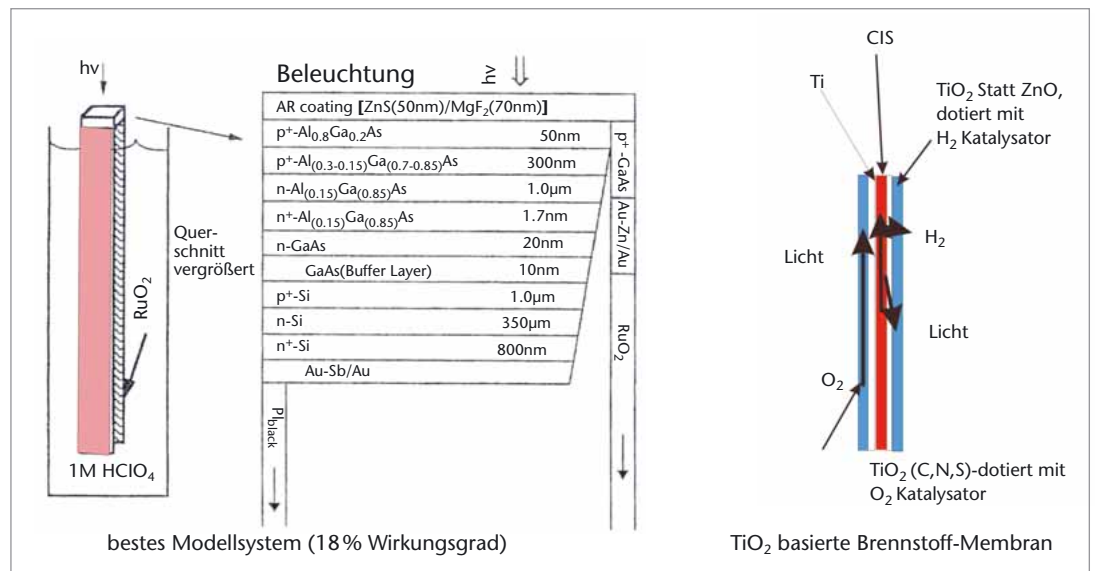 hν
Quer-
schnitt
vergrößert
RuO2
1M HClO4
Beleuchtung
hν
AR coating [ZnS(50nm)/MgF2(70nm)]
p+-Al0.8Ga0.2As 50nm
p+-Al(0.3-0.15)Ga(0.7-0.85)As 300nm
n-Al(0.15)Ga(0.85)As 1.0µm
n+-Al(0.15)Ga(0.85)As 1.7nm
n-GaAs 20nm
GaAs(Buffer Layer) 10nm
p+-Si 1.0µm
n-Si 350µm
n+-Si 800nm
Au-Sb/Au
p+-GaAs
Au-Zn/Au
RuO2
Ptblack
bestes Modellsystem (18% Wirkungsgrad)
CIS
Ti
TiO2 Statt ZnO,
dotiert mit
H2 Katalysator
Licht
H2
Licht
O2
TiO2 (C,N,S)-dotiert mit
O2 Katalysator
TiO2 basierte Brennstoff-Membran